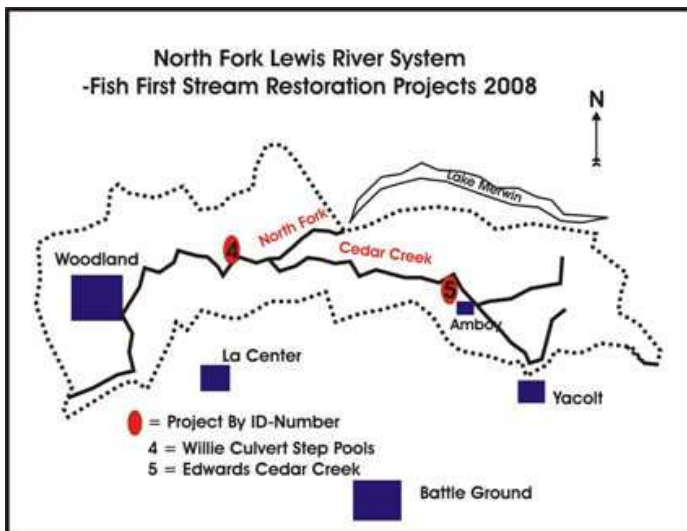 North Fork Lewis River System
-Fish First Stream Restoration Projects 2008
N
Lake Merwin
North Fork
4
Cedar Creek
Woodland
5
Amboy
La Center
Yacolt
= Project By ID-Number
4 = Willie Culvert Step Pools
5 = Edwards Cedar Creek
Battle Ground